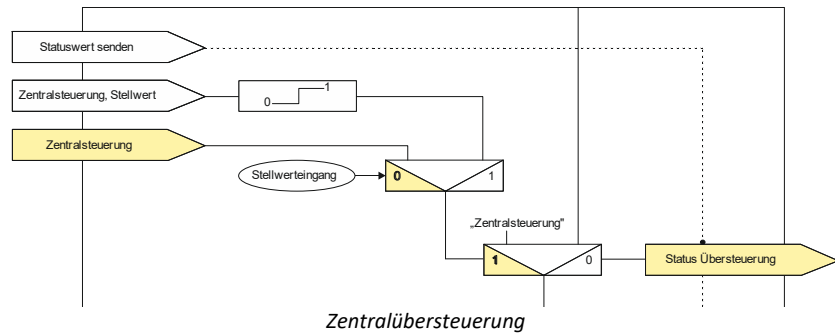 Statuswert senden
Zentralsteuerung, Stellwert
0 1
Zentralsteuerung
Stellwerteingang
0 1
„Zentralsteuerung"
1 0
Status Übersteuerung
Zentralübersteuerung